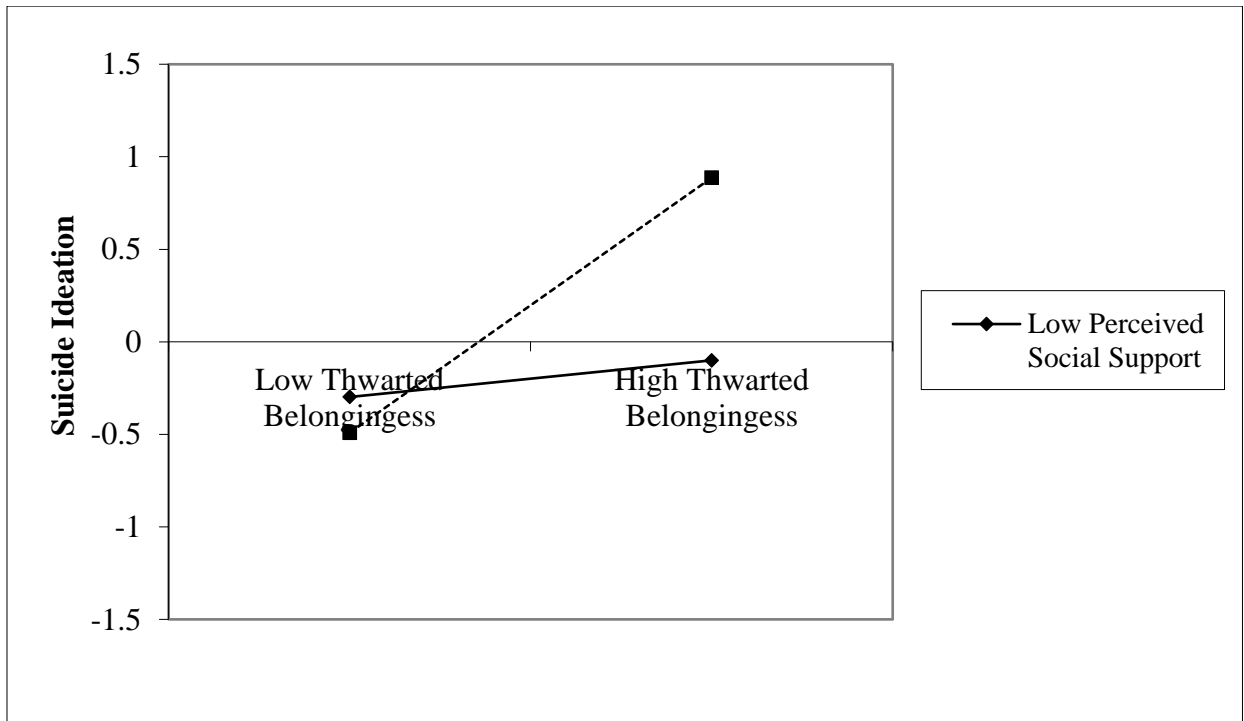 1.5
1
0.5
0
-0.5
-1
-1.5
Suicide Ideation
Low Thwarted
Belongingess
High Thwarted
Belongingess
Low Perceived
Social Support